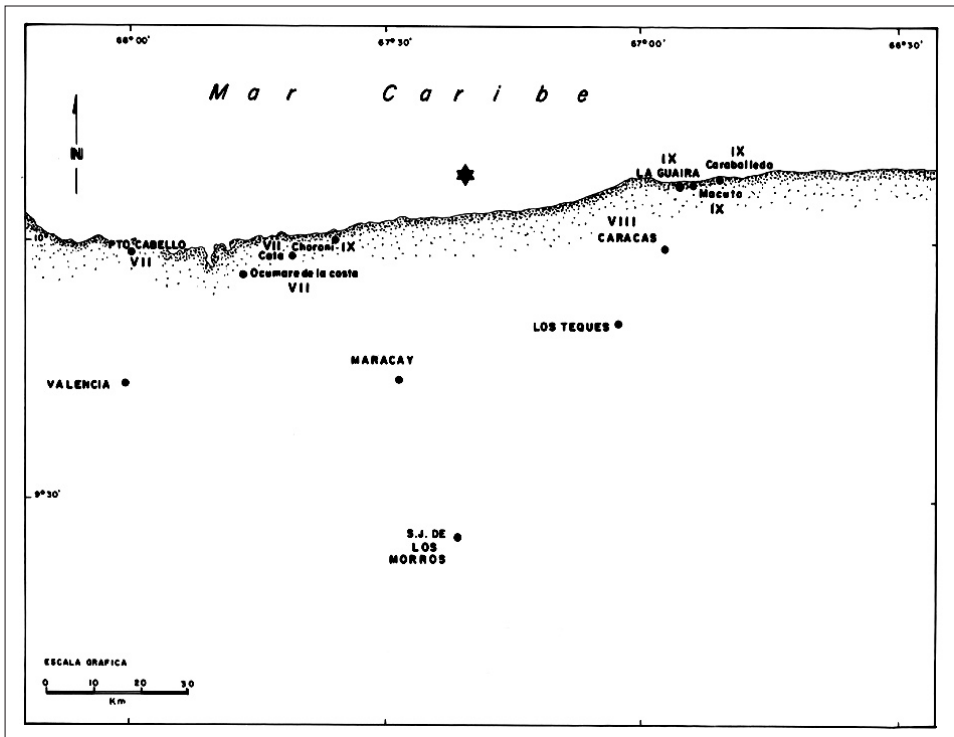 68°00'
67°30'
67°00'
66°30'
Mar Caribe
N
IX
IX
LA GUAIRA
Caraballeda
Macuto
IX
VIII
CARACAS
10°
PTO. CABELLO
VII
VII
Choroni-IX
Cata
Ocumare de la costa
VII
LOS TEQUES
MARACAY
VALENCIA
9°30'
S.J. DE
LOS
MORROS
ESCALA GRAFICA
0 10 20 30
Km